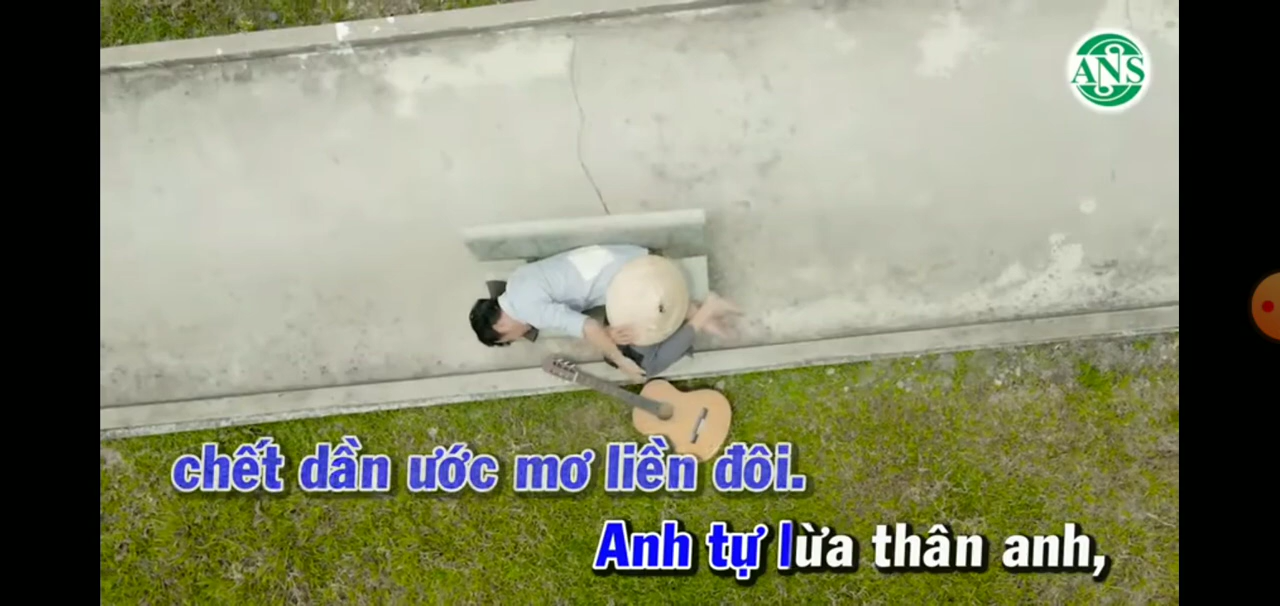 ANS
chết dần ước mơ liền đôi.
Anh tự lừa thân anh,